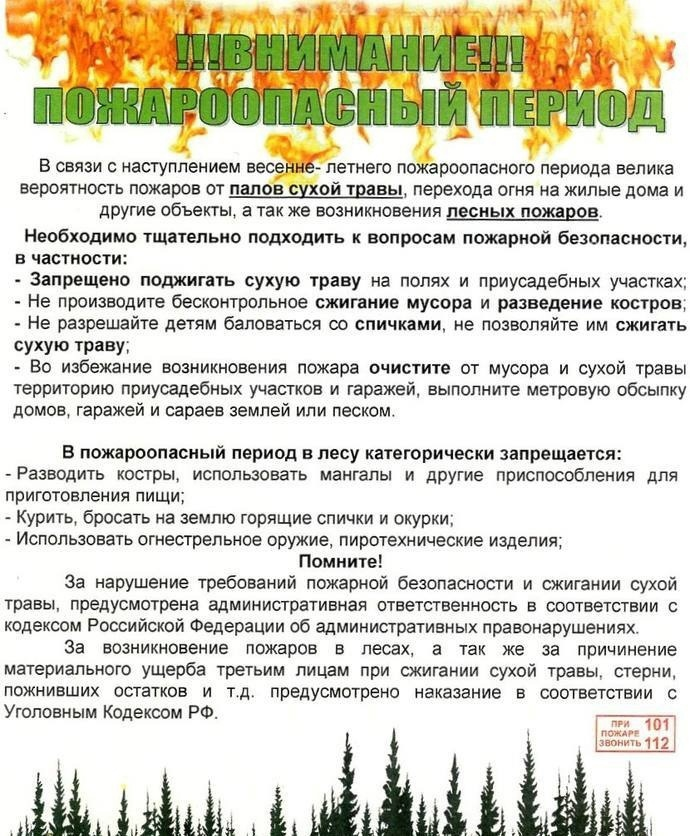 !!!ВНИМАНИЕ!!!
ПОЖАРООПАСНЫЙ ПЕРИОД
В связи с наступлением весенне- летнего пожароопасного периода велика
вероятность пожаров от палов сухой травы, перехода огня на жилые дома и
другие объекты, а так же возникновения лесных пожаров.
Необходимо тщательно подходить к вопросам пожарной безопасности,
в частности:
- Запрещено поджигать сухую траву на полях и приусадебных участках;
- Не производите бесконтрольное сжигание мусора и разведение костров;
- Не разрешайте детям баловаться со спичками, не позволяйте им сжигать
сухую траву;
- Во избежание возникновения пожара очистите от мусора и сухой травы
территорию приусадебных участков и гаражей, выполните метровую обсыпку
домов, гаражей и сараев землей или песком.
В пожароопасный период в лесу категорически запрещается:
- Разводить костры, использовать мангалы и другие приспособления для
приготовления пищи;
- Курить, бросать на землю горящие спички и окурки;
- Использовать огнестрельное оружие, пиротехнические изделия;
Помните!
За нарушение требований пожарной безопасности и сжигании сухой
травы, предусмотрена административная ответственность в соответствии с
кодексом Российской Федерации об административных правонарушениях.
За возникновение пожаров в лесах, а так же за причинение
материального ущерба третьим лицам при сжигании сухой травы, стерни,
пожнивших остатков и т.д. предусмотрено наказание в соответствии с
Уголовным Кодексом РФ.
ПРИ ПОЖАРЕ ЗВОНИТЬ
101
112